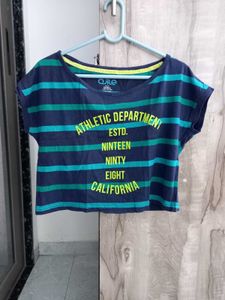 ATHLETIC DEPARTMENT
ESTD.
NINTEEN
NINTY
EIGHT
CALIFORNIA